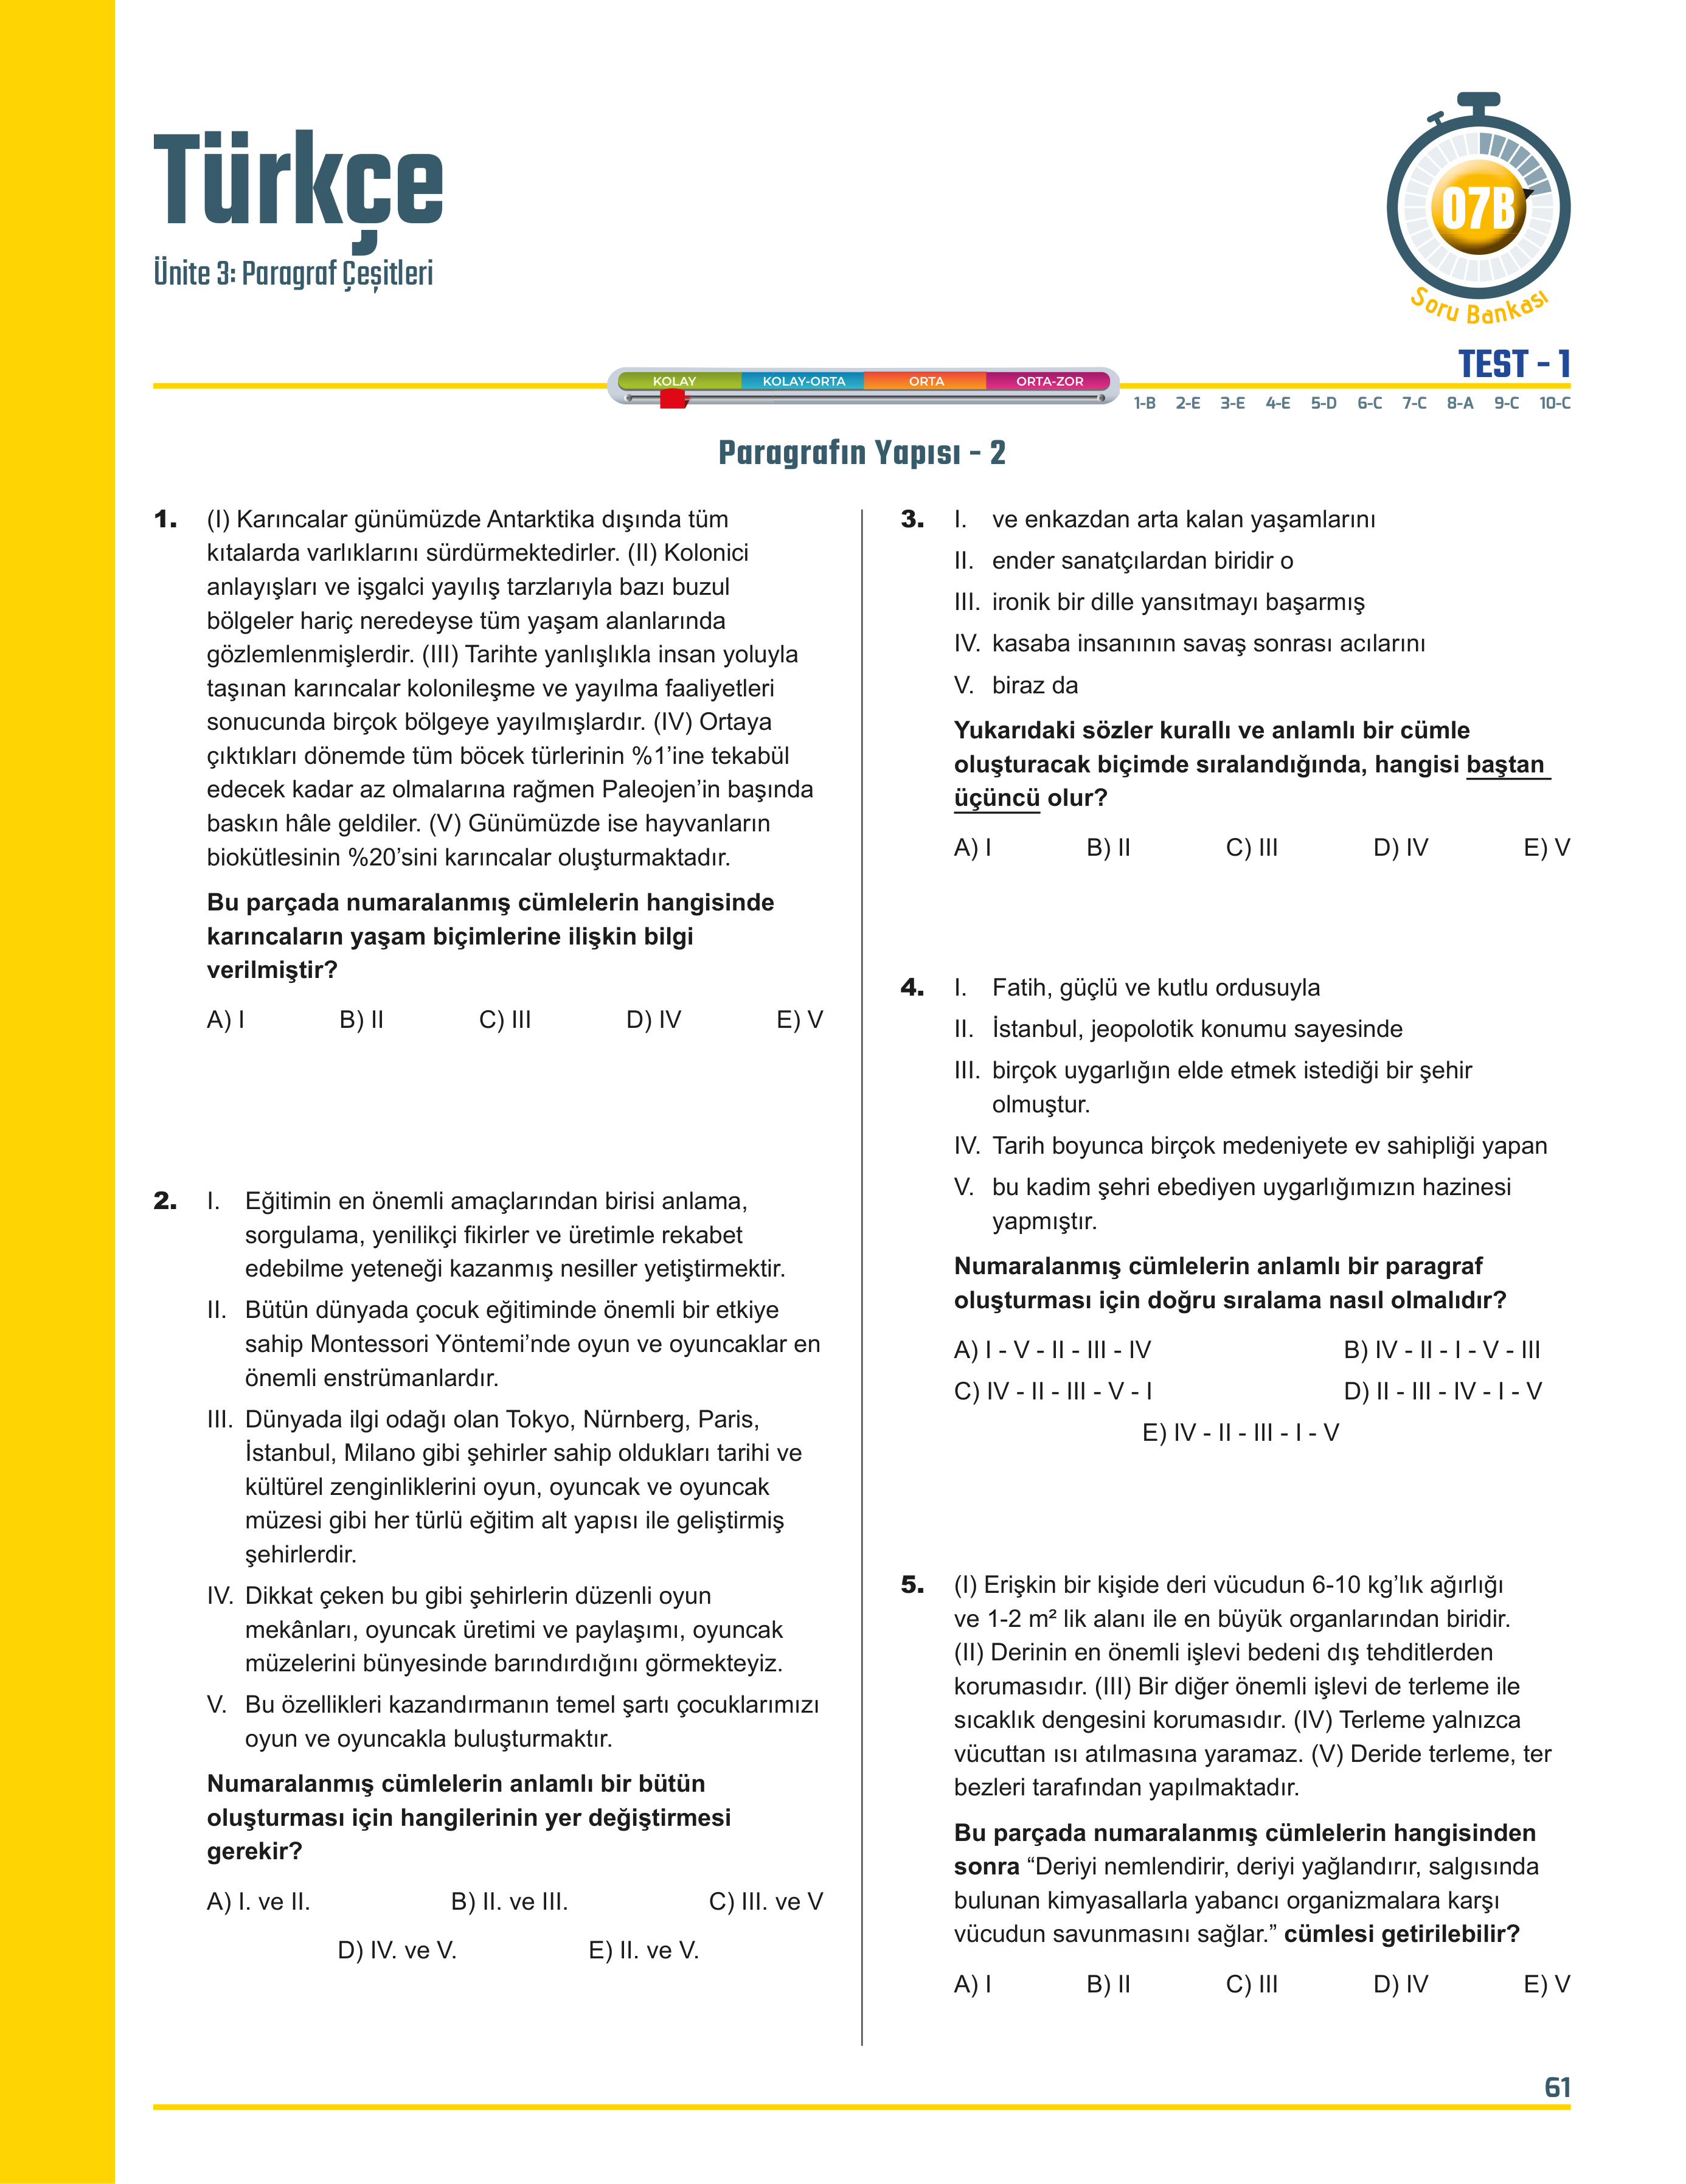 Türkçe
Ünite 3: Paragraf Çeşitleri
07B
Soru Bankası
TEST - 1
KOLAY KOLAY-ORTA ORTA ORTA-ZOR
1-B 2-E 3-E 4-E 5-D 6-C 7-C 8-A 9-C 10-C
Paragrafın Yapısı - 2
1. (I) Karıncalar günümüzde Antarktika dışında tüm
kıtalarda varlıklarını sürdürmektedirler. (II) Kolonici
anlayışları ve işgalci yayılış tarzlarıyla bazı buzul
bölgeler hariç neredeyse tüm yaşam alanlarında
gözlemlenmişlerdir. (III) Tarihte yanlışlıkla insan yoluyla
taşınan karıncalar kolonileşme ve yayılma faaliyetleri
sonucunda birçok bölgeye yayılmışlardır. (IV) Ortaya
çıktıkları dönemde tüm böcek türlerinin %1’ine tekabül
edecek kadar az olmalarına rağmen Paleojen’in başında
baskın hâle geldiler. (V) Günümüzde ise hayvanların
biokütlesinin %20’sini karıncalar oluşturmaktadır.
Bu parçada numaralanmış cümlelerin hangisinde
karıncaların yaşam biçimlerine ilişkin bilgi
verilmiştir?
A) I B) II C) III D) IV E) V
2. I. Eğitimin en önemli amaçlarından birisi anlama,
sorgulama, yenilikçi fikirler ve üretimle rekabet
edebilme yeteneği kazanmış nesiller yetiştirmektir.
II. Bütün dünyada çocuk eğitiminde önemli bir etkiye
sahip Montessori Yöntemi’nde oyun ve oyuncaklar en
önemli enstrümanlardır.
III. Dünyada ilgi odağı olan Tokyo, Nürnberg, Paris,
İstanbul, Milano gibi şehirler sahip oldukları tarihi ve
kültürel zenginliklerini oyun, oyuncak ve oyuncak
müzesi gibi her türlü eğitim alt yapısı ile geliştirmiş
şehirlerdir.
IV. Dikkat çeken bu gibi şehirlerin düzenli oyun
mekânları, oyuncak üretimi ve paylaşımı, oyuncak
müzelerini bünyesinde barındırdığını görmekteyiz.
V. Bu özellikleri kazandırmanın temel şartı çocuklarımızı
oyun ve oyuncakla buluşturmaktır.
Numaralanmış cümlelerin anlamlı bir bütün
oluşturması için hangilerinin yer değiştirmesi
gerekir?
A) I. ve II. B) II. ve III. C) III. ve V
D) IV. ve V. E) II. ve V.
3. I. ve enkazdan arta kalan yaşamlarını
II. ender sanatçılardan biridir o
III. ironik bir dille yansıtmayı başarmış
IV. kasaba insanının savaş sonrası acılarını
V. biraz da
Yukarıdaki sözler kurallı ve anlamlı bir cümle
oluşturacak biçimde sıralandığında, hangisi baştan
üçüncü olur?
A) I B) II C) III D) IV E) V
4. I. Fatih, güçlü ve kutlu ordusuyla
II. İstanbul, jeopolotik konumu sayesinde
III. birçok uygarlığın elde etmek istediği bir şehir
olmuştur.
IV. Tarih boyunca birçok medeniyete ev sahipliği yapan
V. bu kadim şehri ebediyen uygarlığımızın hazinesi
yapmıştır.
Numaralanmış cümlelerin anlamlı bir paragraf
oluşturması için doğru sıralama nasıl olmalıdır?
A) I - V - II - III - IV B) IV - II - I - V - III
C) IV - II - III - V - I D) II - III - IV - I - V
E) IV - II - III - I - V
5. (I) Erişkin bir kişide deri vücudun 6-10 kg’lık ağırlığı
ve 1-2 m² lik alanı ile en büyük organlarından biridir.
(II) Derinin en önemli işlevi bedeni dış tehditlerden
korumasıdır. (III) Bir diğer önemli işlevi de terleme ile
sıcaklık dengesini korumasıdır. (IV) Terleme yalnızca
vücuttan ısı atılmasına yaramaz. (V) Deride terleme, ter
bezleri tarafından yapılmaktadır.
Bu parçada numaralanmış cümlelerin hangisinden
sonra “Deriyi nemlendirir, deriyi yağlandırır, salgısında
bulunan kimyasallarla yabancı organizmalara karşı
vücudun savunmasını sağlar.” cümlesi getirilebilir?
A) I B) II C) III D) IV E) V
61